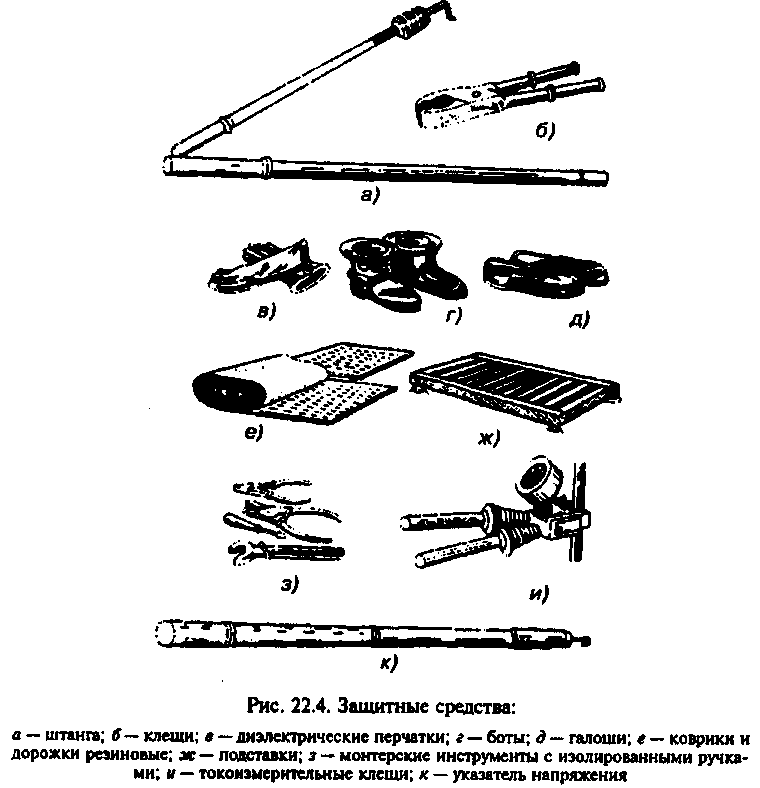 б)
а)
в)
г)
д)
е)
ж)
з)
и)
к)
Рис. 22.4. Защитные средства:
а — штанга; б — клещи; в — диэлектрические перчатки; г — боты; д — галоши; е — коврики и
дорожки резиновые; ж — подставки; з — монтерские инструменты с изолированными ручка-
ми; и — токоизмерительные клещи; к — указатель напряжения